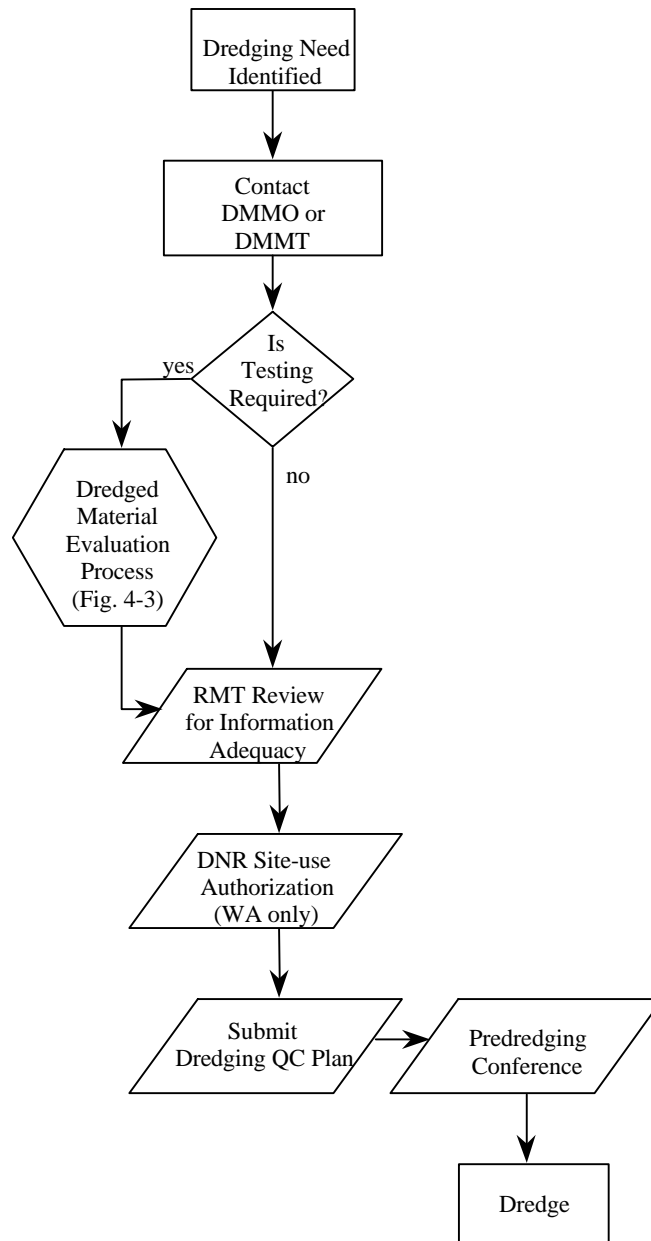 Dredging Need
Identified
Contact
DMMO or
DMMT
Is
Testing
Required?
yes
no
Dredged
Material
Evaluation
Process
(Fig. 4-3)
RMT Review
for Information
Adequacy
DNR Site-use
Authorization
(WA only)
Submit
Dredging QC Plan
Predredging
Conference
Dredge